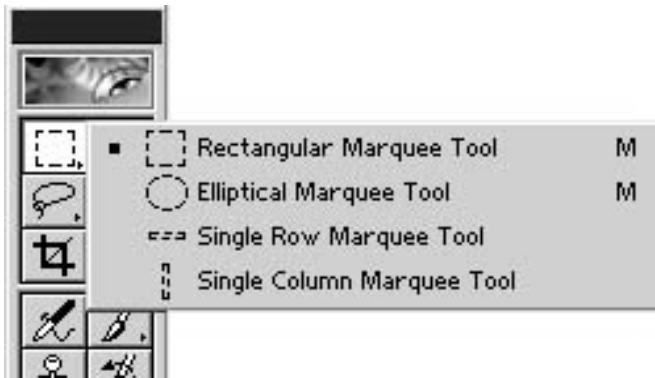 Rectangular Marquee Tool M
Elliptical Marquee Tool M
Single Row Marquee Tool
Single Column Marquee Tool